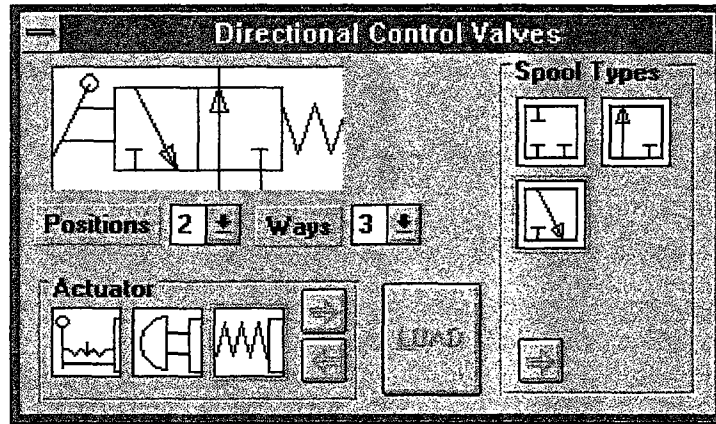 Directional Control Valves
Spool Types
Positions 2 Ways 3
Actuator
LOAD